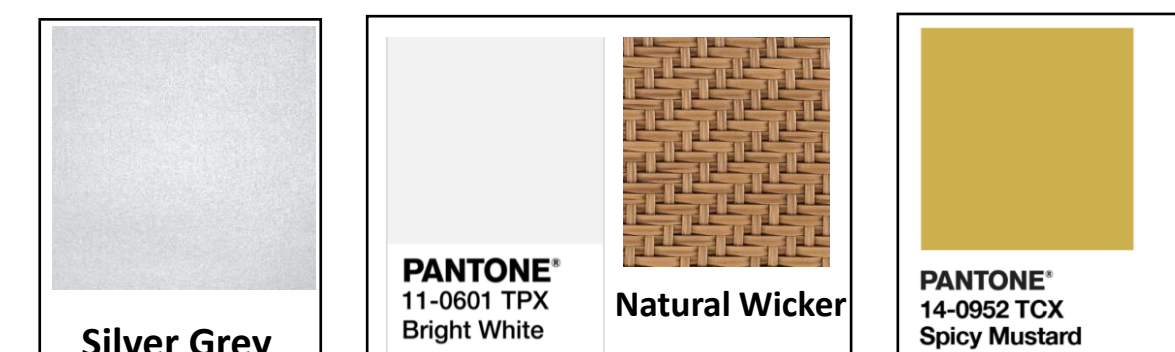 Silver Grey
PANTONE®
11-0601 TPX
Bright White
Natural Wicker
PANTONE®
14-0952 TCX
Spicy Mustard